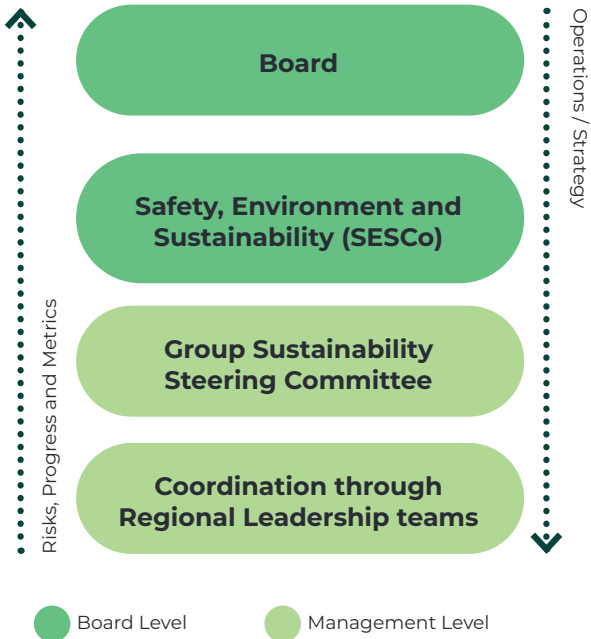 Board
Safety, Environment and
Sustainability (SESCo)
Group Sustainability
Steering Committee
Coordination through
Regional Leadership teams
Risks, Progress and Metrics
Operations / Strategy
Board Level
Management Level